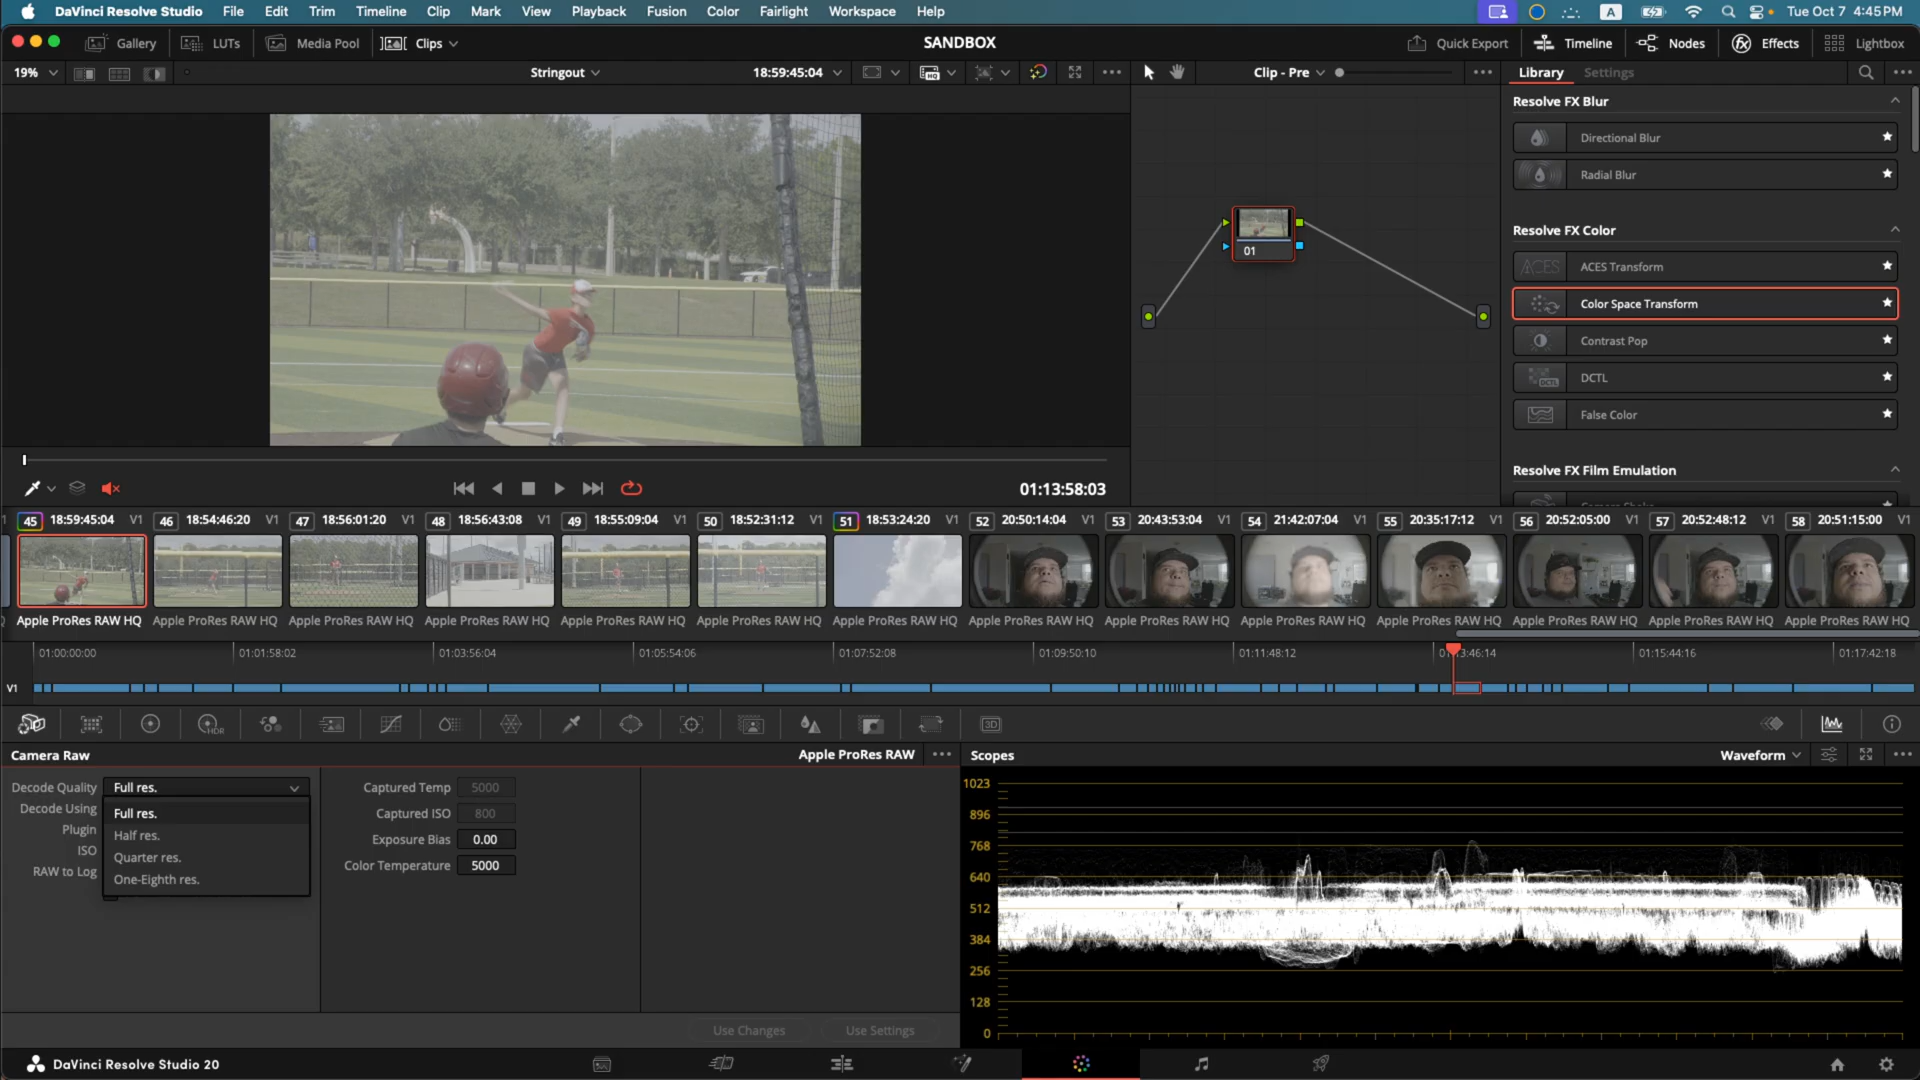 DaVinci Resolve Studio File Edit Trim Timeline Clip Mark View Playback Fusion Color Fairlight Workspace Help A Tue Oct 7 4:45 PM
Gallery LUTs Media Pool Clips SANDBOX Quick Export Timeline Nodes Effects Lightbox
19% Stringout 18:59:45:04 Clip - Pre Library Settings
Resolve FX Blur
Directional Blur
Radial Blur
Resolve FX Color
ACES Transform
Color Space Transform
Contrast Pop
DCTL
False Color
Resolve FX Film Emulation
01
01:13:58:03
45 18:59:45:04 V1 46 18:54:46:20 V1 47 18:56:01:20 V1 48 18:56:43:08 V1 49 18:55:09:04 V1 50 18:52:31:12 V1 51 18:53:24:20 V1 52 20:50:14:04 V1 53 20:43:53:04 V1 54 21:42:07:04 V1 55 20:35:17:12 V1 56 20:52:05:00 V1 57 20:52:48:12 V1 58 20:51:15:00 V1
Apple ProRes RAW HQ Apple ProRes RAW HQ Apple ProRes RAW HQ Apple ProRes RAW HQ Apple ProRes RAW HQ Apple ProRes RAW HQ Apple ProRes RAW HQ Apple ProRes RAW HQ Apple ProRes RAW HQ Apple ProRes RAW HQ Apple ProRes RAW HQ Apple ProRes RAW HQ Apple ProRes RAW HQ Apple ProRes RAW HQ
01:00:00:00 01:01:58:02 01:03:56:04 01:05:54:06 01:07:52:08 01:09:50:10 01:11:48:12 01:13:46:14 01:15:44:16 01:17:42:18
V1
HDR 3D
Camera Raw Apple ProRes RAW
Decode Quality Full res.
Decode Using Full res.
Plugin Half res.
ISO Quarter res.
RAW to Log One-Eighth res.
Captured Temp 5000
Captured ISO 800
Exposure Bias 0.00
Color Temperature 5000
Use Changes Use Settings
Scopes Waveform
1023
896
768
640
512
384
256
128
0
DaVinci Resolve Studio 20